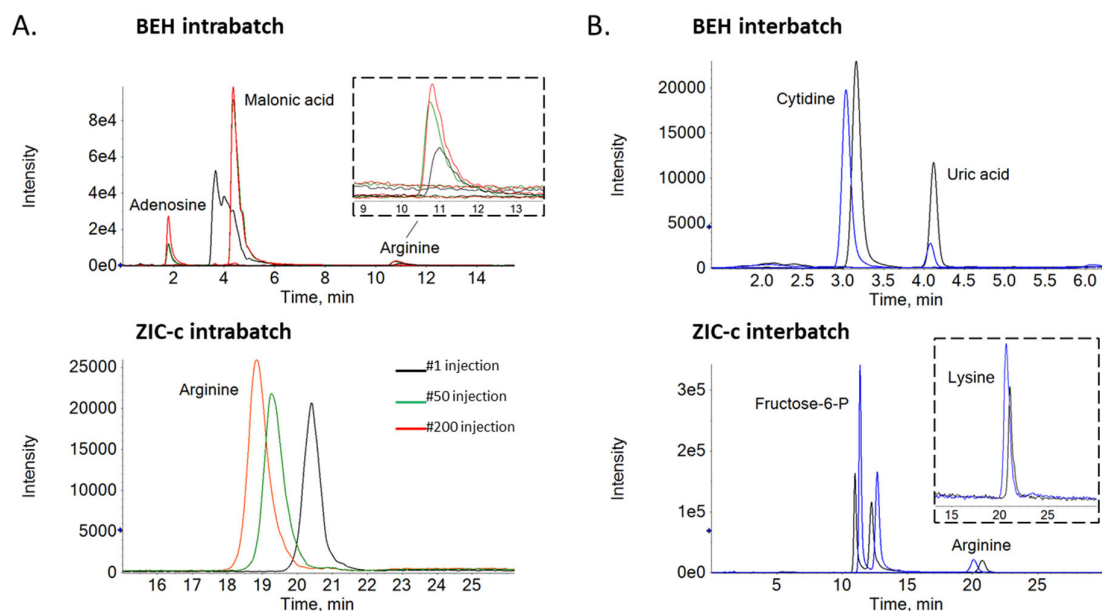 A.
BEH intrabatch
Intensity
8e4
6e4
4e4
2e4
0e0
Adenosine
Malonic acid
9 10 11 12 13
Arginine
2 4 6 8 10 12 14
Time, min
ZIC-c intrabatch
Intensity
25000
20000
15000
10000
5000
0
Arginine
#1 injection
#50 injection
#200 injection
16 17 18 19 20 21 22 23 24 25 26
Time, min
B.
BEH interbatch
Intensity
20000
15000
10000
5000
0
Cytidine
Uric acid
2.0 2.5 3.0 3.5 4.0 4.5 5.0 5.5 6.0
Time, min
ZIC-c interbatch
Intensity
3e5
2e5
1e5
0e0
Fructose-6-P
Lysine
15 20 25
Arginine
5 10 15 20 25
Time, min